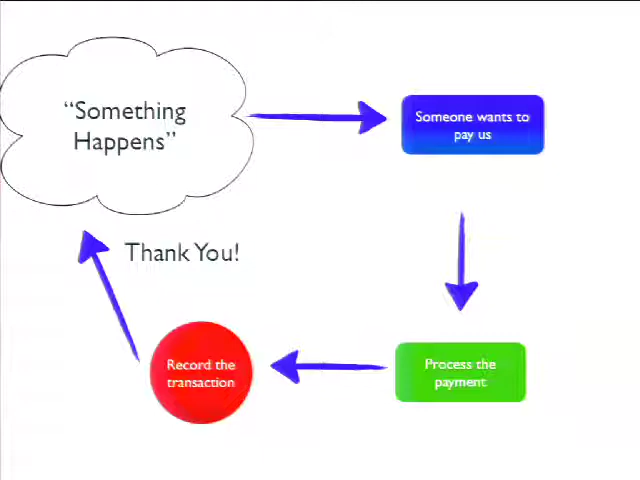 “Something
Happens”
Someone wants to
pay us
Thank You!
Record the
transaction
Process the
payment